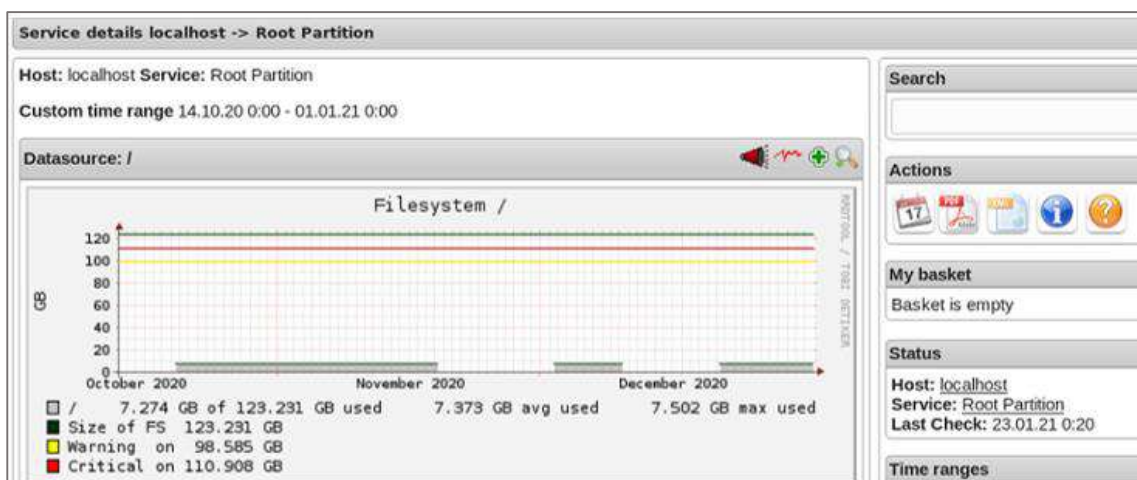 Service details localhost -> Root Partition
Host: localhost Service: Root Partition
Custom time range 14.10.20 0:00 - 01.01.21 0:00
Datasource: /
Filesystem /
RRDTOOL / TOBI OETIKER
GB
120
100
80
60
40
20
0
October 2020 November 2020 December 2020
/ 7.274 GB of 123.231 GB used 7.373 GB avg used 7.502 GB max used
Size of FS 123.231 GB
Warning on 98.585 GB
Critical on 110.908 GB
Search
Actions
17
PDF
My basket
Basket is empty
Status
Host: localhost
Service: Root Partition
Last Check: 23.01.21 0:20
Time ranges